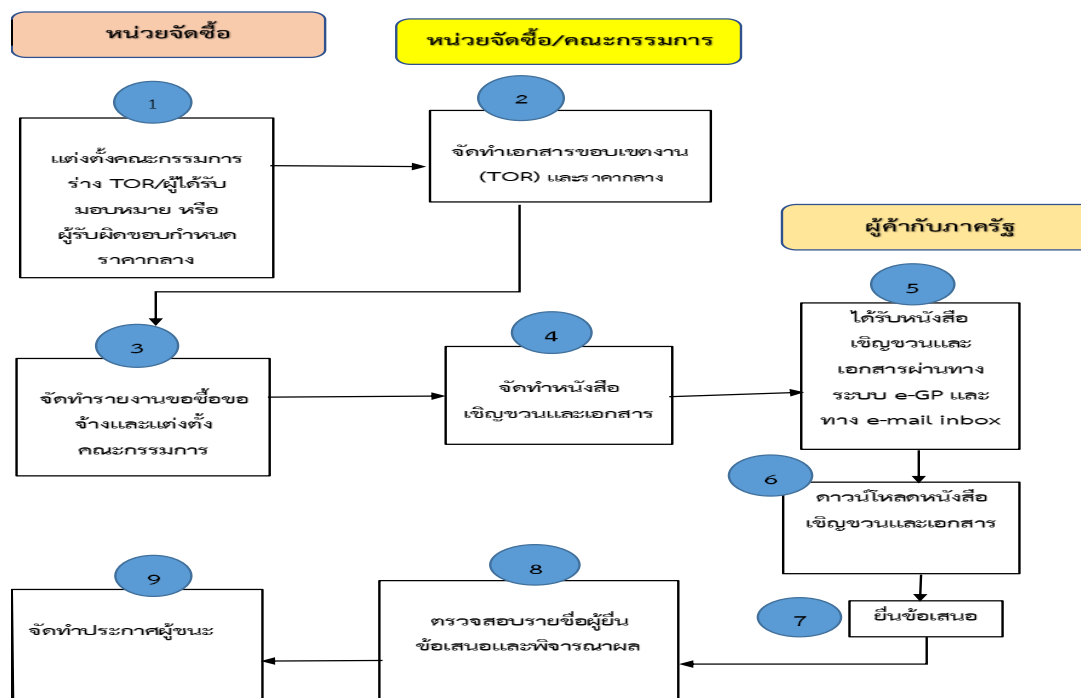 หน่วยจัดซื้อ
หน่วยจัดซื้อ/คณะกรรมการ
1
แต่งตั้งคณะกรรมการ
ร่าง TOR/ผู้ได้รับ
มอบหมาย หรือ
ผู้รับผิดชอบกำหนด
ราคากลาง
2
จัดทำเอกสารขอบเขตงาน
(TOR) และราคากลาง
ผู้ค้ากับภาครัฐ
3
จัดทำรายงานขอซื้อขอ
จ้างและแต่งตั้ง
คณะกรรมการ
4
จัดทำหนังสือ
เชิญชวนและเอกสาร
5
ได้รับหนังสือ
เชิญชวนและ
เอกสารผ่านทาง
ระบบ e-GP และ
ทาง e-mail inbox
6
ดาวน์โหลดหนังสือ
เชิญชวนและเอกสาร
7
ยื่นข้อเสนอ
8
ตรวจสอบรายชื่อผู้ยื่น
ข้อเสนอและพิจารณาผล
9
จัดทำประกาศผู้ชนะ